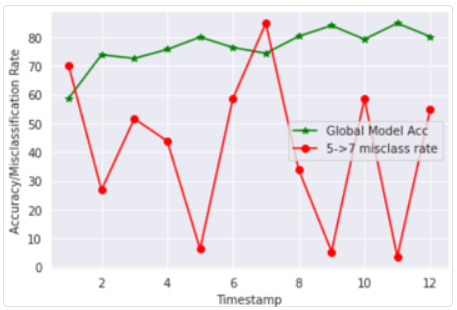 80
70
60
50
40
30
20
10
0
Accuracy/Misclassification Rate
Global Model Acc
5->7 misclass rate
2 4 6 8 10 12
Timestamp